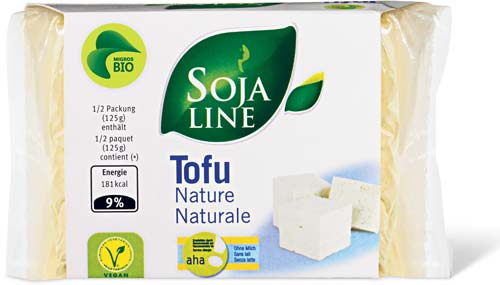 MIGROS
BIO
SOJA
LINE
1/2 Packung
(125g)
enthält
1/2 paquet
(125g)
contient (•)
Energie
181 kcal
9%
Tofu
Nature
Naturale
V
VEGAN
aha
Ohne Milch
Sans lait
Senza latte